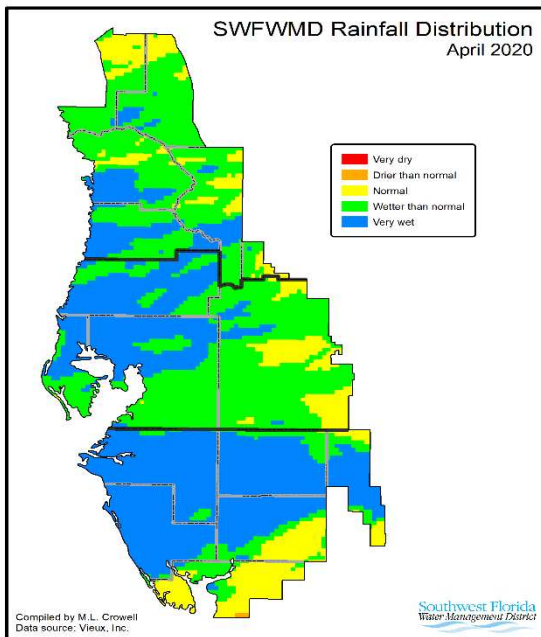 SWFWMD Rainfall Distribution
April 2020
Very dry
Drier than normal
Normal
Wetter than normal
Very wet
Compiled by M.L. Crowell
Data source: Vieux, Inc.
Southwest Florida
Water Management District